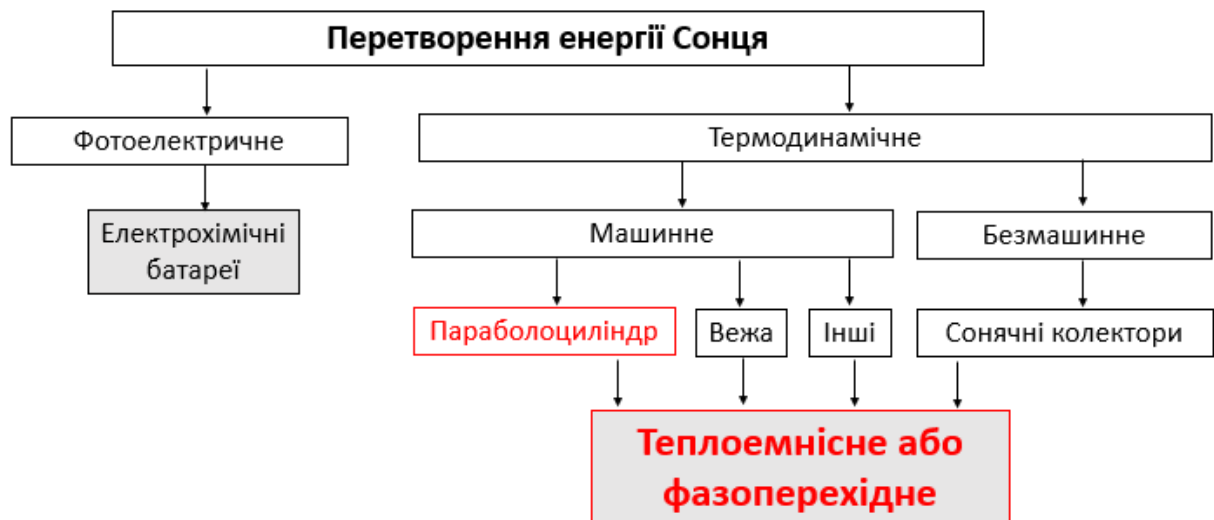 Перетворення енергії Сонця
Фотоелектричне
Термодинамічне
Електрохімічні
батареї
Машинне
Безмашинне
Параболоциліндр
Вежа
Інші
Сонячні колектори
Теплоемнісне або
фазоперехідне